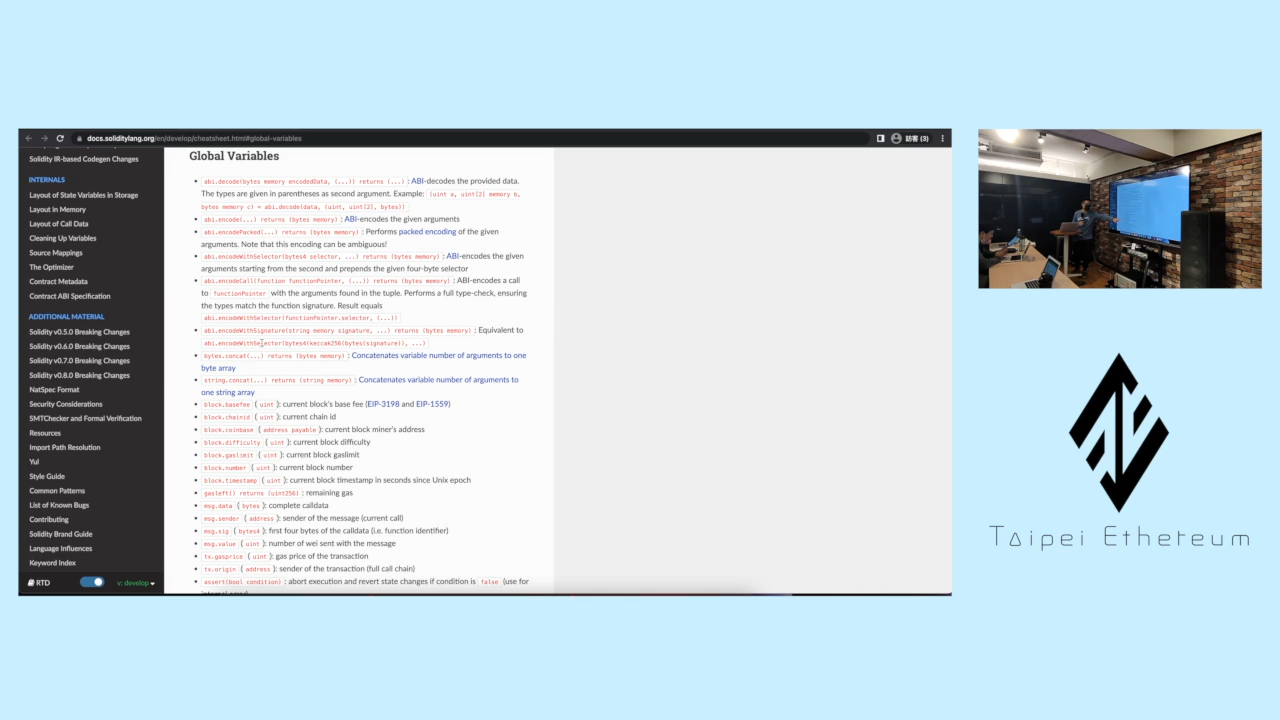 docs.soliditylang.org/en/develop/cheatsheet.html#global-variables
訪客 (3)
Solidity IR-based Codegen Changes
INTERNALS
Layout of State Variables in Storage
Layout in Memory
Layout of Call Data
Cleaning Up Variables
Source Mappings
The Optimizer
Contract Metadata
Contract ABI Specification
ADDITIONAL MATERIAL
Solidity v0.5.0 Breaking Changes
Solidity v0.6.0 Breaking Changes
Solidity v0.7.0 Breaking Changes
Solidity v0.8.0 Breaking Changes
NatSpec Format
Security Considerations
SMTChecker and Formal Verification
Resources
Import Path Resolution
Yul
Style Guide
Common Patterns
List of Known Bugs
Contributing
Solidity Brand Guide
Language Influences
Keyword Index
RTD
v: develop
Global Variables
abi.decode(bytes memory encodedData, (...)) returns (...) : ABI-decodes the provided data.
The types are given in parentheses as second argument. Example: (uint a, uint[2] memory b,
bytes memory c) = abi.decode(data, (uint, uint[2], bytes))
abi.encode(...) returns (bytes memory) : ABI-encodes the given arguments
abi.encodePacked(...) returns (bytes memory) : Performs packed encoding of the given
arguments. Note that this encoding can be ambiguous!
abi.encodeWithSelector(bytes4 selector, ...) returns (bytes memory) : ABI-encodes the given
arguments starting from the second and prepends the given four-byte selector
abi.encodeCall(function functionPointer, (...)) returns (bytes memory) : ABI-encodes a call
to functionPointer with the arguments found in the tuple. Performs a full type-check, ensuring
the types match the function signature. Result equals
abi.encodeWithSelector(functionPointer.selector, (...))
abi.encodeWithSignature(string memory signature, ...) returns (bytes memory) : Equivalent to
abi.encodeWithSelector(bytes4(keccak256(bytes(signature)), ...)
bytes.concat(...) returns (bytes memory) : Concatenates variable number of arguments to one
byte array
string.concat(...) returns (string memory) : Concatenates variable number of arguments to
one string array
block.basefee ( uint ): current block's base fee (EIP-3198 and EIP-1559)
block.chainid ( uint ): current chain id
block.coinbase ( address payable ): current block miner's address
block.difficulty ( uint ): current block difficulty
block.gaslimit ( uint ): current block gaslimit
block.number ( uint ): current block number
block.timestamp ( uint ): current block timestamp in seconds since Unix epoch
gasleft() returns (uint256) : remaining gas
msg.data ( bytes ): complete calldata
msg.sender ( address ): sender of the message (current call)
msg.sig ( bytes4 ): first four bytes of the calldata (i.e. function identifier)
msg.value ( uint ): number of wei sent with the message
tx.gasprice ( uint ): gas price of the transaction
tx.origin ( address ): sender of the transaction (full call chain)
assert(bool condition) : abort execution and revert state changes if condition is false (use for
Taipei Etheteum